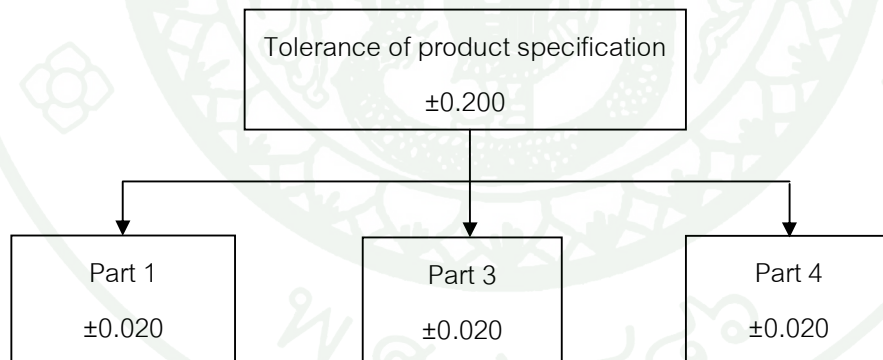 Tolerance of product specification
±0.200
Part 1
±0.020
Part 3
±0.020
Part 4
±0.020